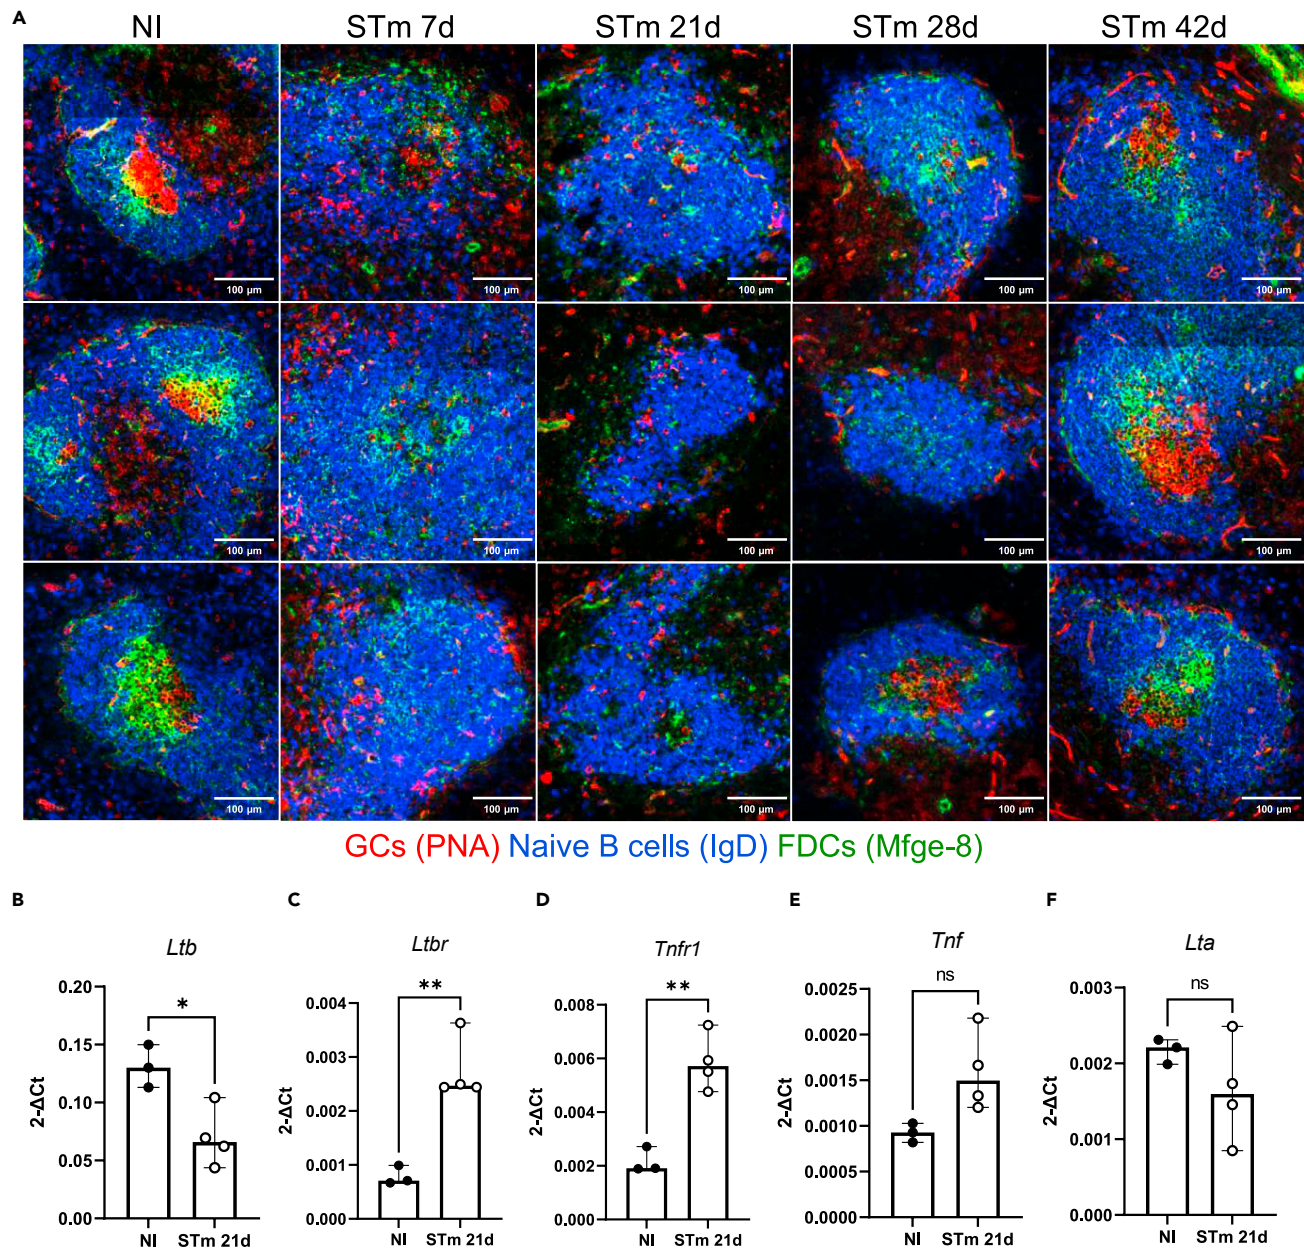 A
NI STm 7d STm 21d STm 28d STm 42d
100 µm 100 µm 100 µm 100 µm 100 µm
100 µm 100 µm 100 µm 100 µm 100 µm
100 µm 100 µm 100 µm 100 µm 100 µm
GCs (PNA) Naive B cells (IgD) FDCs (Mfge-8)
B
Ltb
*
2-ΔCt
0.20
0.15
0.10
0.05
0.00
NI STm 21d
C
Ltbr
**
2-ΔCt
0.004
0.003
0.002
0.001
0.000
NI STm 21d
D
Tnfr1
**
2-ΔCt
0.008
0.006
0.004
0.002
0.000
NI STm 21d
E
Tnf
ns
2-ΔCt
0.0025
0.0020
0.0015
0.0010
0.0005
0.0000
NI STm 21d
F
Lta
ns
2-ΔCt
0.003
0.002
0.001
0.000
NI STm 21d